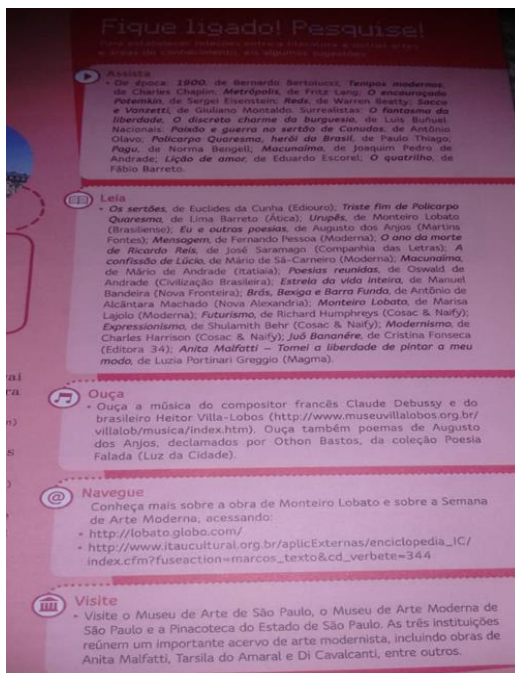 Fique ligado! Pesquise!
Para estabelecer relações entre a literatura e outras artes
e áreas do conhecimento, eis algumas sugestões:
Assista
• De época: 1900, de Bernardo Bertolucci, Tempos modernos,
de Charles Chaplin; Metrópolis, de Fritz Lang; O encouraçado
Potemkin, de Sergei Eisenstein; Reds, de Warren Beatty; Sacco
e Vanzetti, de Giuliano Montaldo. Surrealistas: O fantasma da
liberdade, O discreto charme da burguesia, de Luis Buñuel
Nacionais: Paixão e guerra no sertão de Canudos, de Antônio
Olavo; Policarpo Quaresma, herói do Brasil, de Paulo Thiago;
Pagu, de Norma Bengell; Macunaíma, de Joaquim Pedro de
Andrade; Lição de amor, de Eduardo Escorel; O quatrilho, de
Fábio Barreto.
Leia
• Os sertões, de Euclides da Cunha (Ediouro); Triste fim de Policarpo
Quaresma, de Lima Barreto (Ática); Urupês, de Monteiro Lobato
(Brasiliense); Eu e outras poesias, de Augusto dos Anjos (Martins
Fontes); Mensagem, de Fernando Pessoa (Moderna); O ano da morte
de Ricardo Reis, de José Saramago (Companhia das Letras); A
confissão de Lúcio, de Mário de Sá-Carneiro (Moderna); Macunaíma,
de Mário de Andrade (Itatiaia); Poesias reunidas, de Oswald de
Andrade (Civilização Brasileira); Estrela da vida inteira, de Manuel
Bandeira (Nova Fronteira); Brás, Bexiga e Barra Funda, de Antônio de
Alcântara Machado (Nova Alexandria); Monteiro Lobato, de Marisa
Lajolo (Moderna); Futurismo, de Richard Humphreys (Cosac & Naify);
Expressionismo, de Shulamith Behr (Cosac & Naify); Modernismo, de
Charles Harrison (Cosac & Naify); Juó Bananére, de Cristina Fonseca
(Editora 34); Anita Malfatti – Tomei a liberdade de pintar a meu
modo, de Luzia Portinari Greggio (Magma).
Ouça
• Ouça a música do compositor francês Claude Debussy e do
brasileiro Heitor Villa-Lobos (http://www.museuvillalobos.org.br/
villalob/musica/index.htm). Ouça também poemas de Augusto
dos Anjos, declamados por Othon Bastos, da coleção Poesia
Falada (Luz da Cidade).
@ Navegue
Conheça mais sobre a obra de Monteiro Lobato e sobre a Semana
de Arte Moderna, acessando:
• http://lobato.globo.com/
• http://www.itaucultural.org.br/aplicExternas/enciclopedia_IC/
index.cfm?fuseaction=marcos_texto&cd_verbete=344
Visite
• Visite o Museu de Arte de São Paulo, o Museu de Arte Moderna de
São Paulo e a Pinacoteca do Estado de São Paulo. As três instituições
reúnem um importante acervo de arte modernista, incluindo obras de
Anita Malfatti, Tarsila do Amaral e Di Cavalcanti, entre outros.